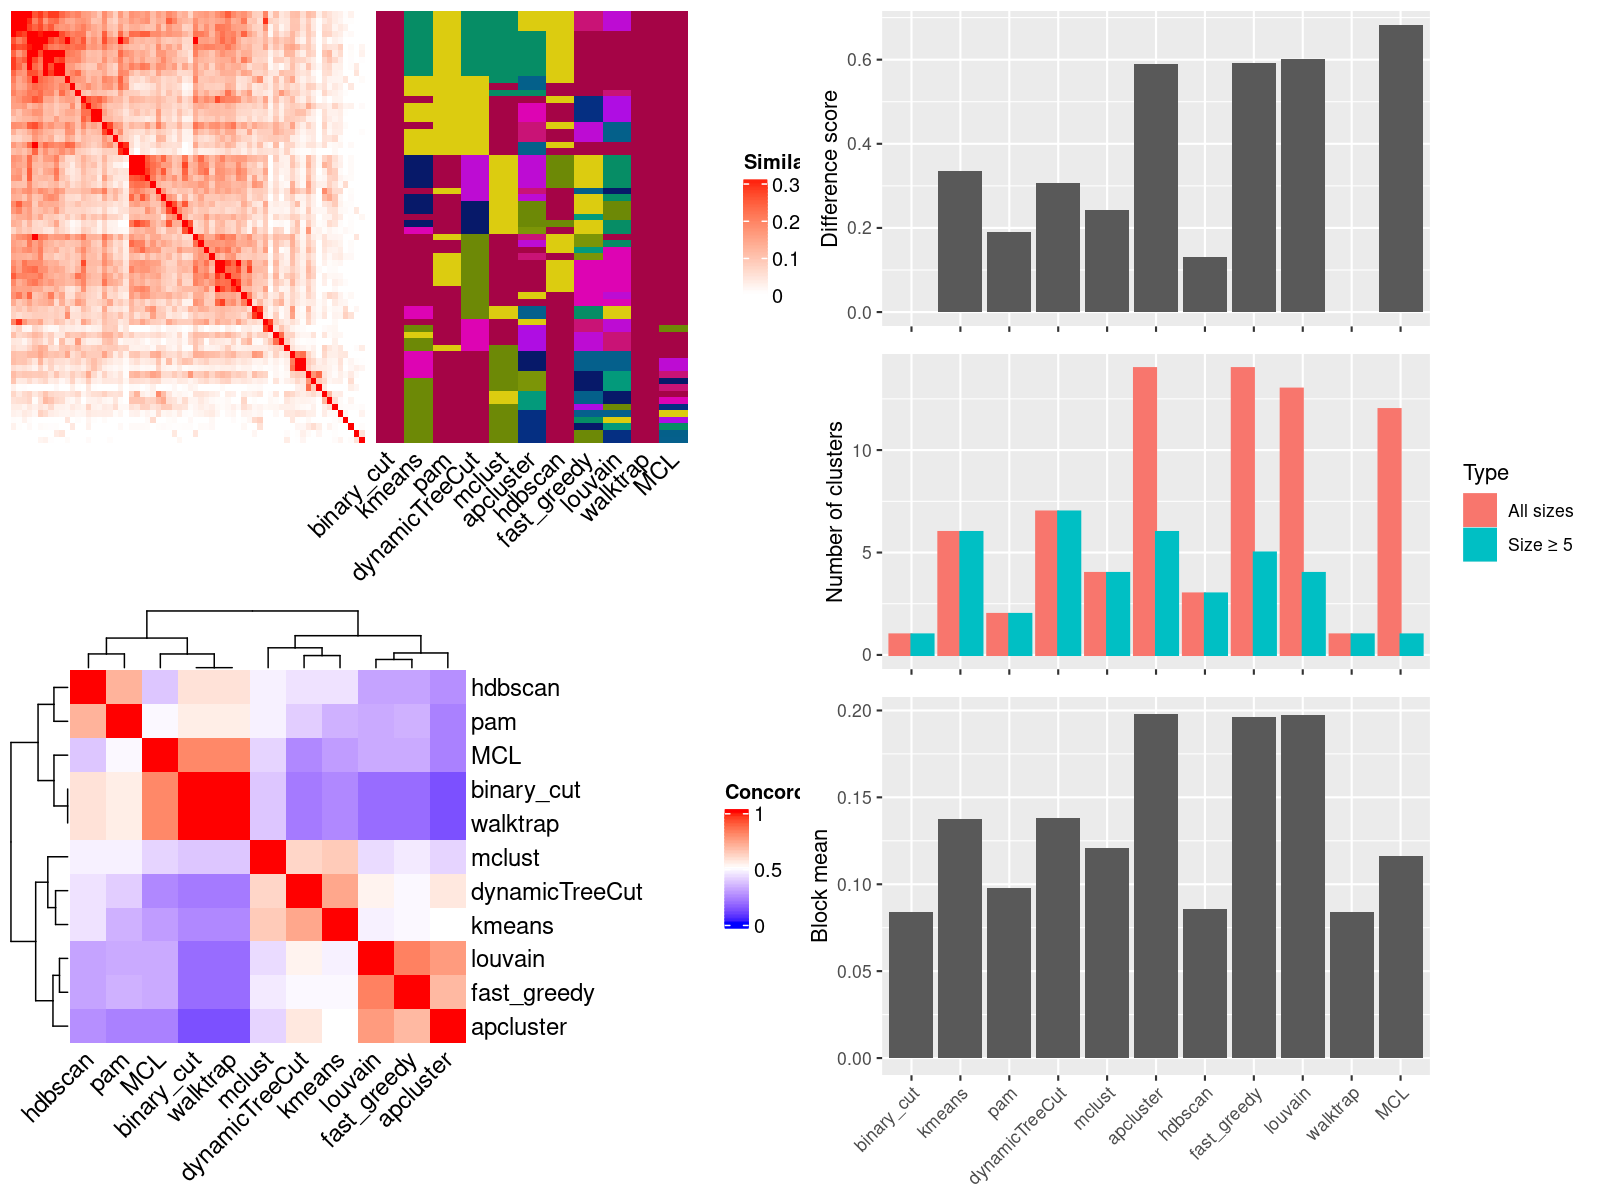 Simila
0.3
0.2
0.1
0
binary_cut
kmeans
pam
dynamicTreeCut
mclust
apcluster
hdbscan
fast_greedy
louvain
walktrap
MCL
hdbscan
pam
MCL
binary_cut
walktrap
mclust
dynamicTreeCut
kmeans
louvain
fast_greedy
apcluster
hdbscan
pam
MCL
binary_cut
walktrap
mclust
dynamicTreeCut
kmeans
louvain
fast_greedy
apcluster
Concord
1
0.5
0
Difference score
0.6
0.4
0.2
0.0
Number of clusters
10
5
0
Type
All sizes
Size ≥ 5
Block mean
0.20
0.15
0.10
0.05
0.00
binary_cut
kmeans
pam
dynamicTreeCut
mclust
apcluster
hdbscan
fast_greedy
louvain
walktrap
MCL